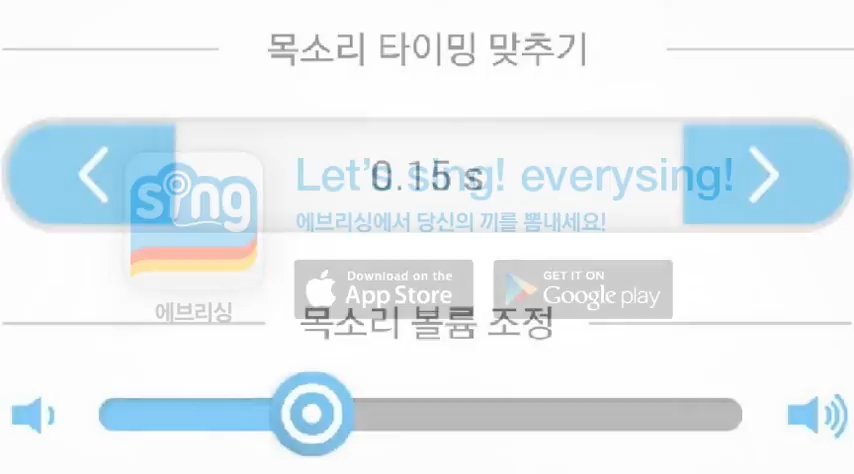 목소리 타이밍 맞추기
0.15 s
Let's sing! everysing!
sing
에브리싱에서 당신의 끼를 뽐내세요!
Download on the
App Store
GET IT ON
Google play
에브리싱
목소리 볼륨 조정